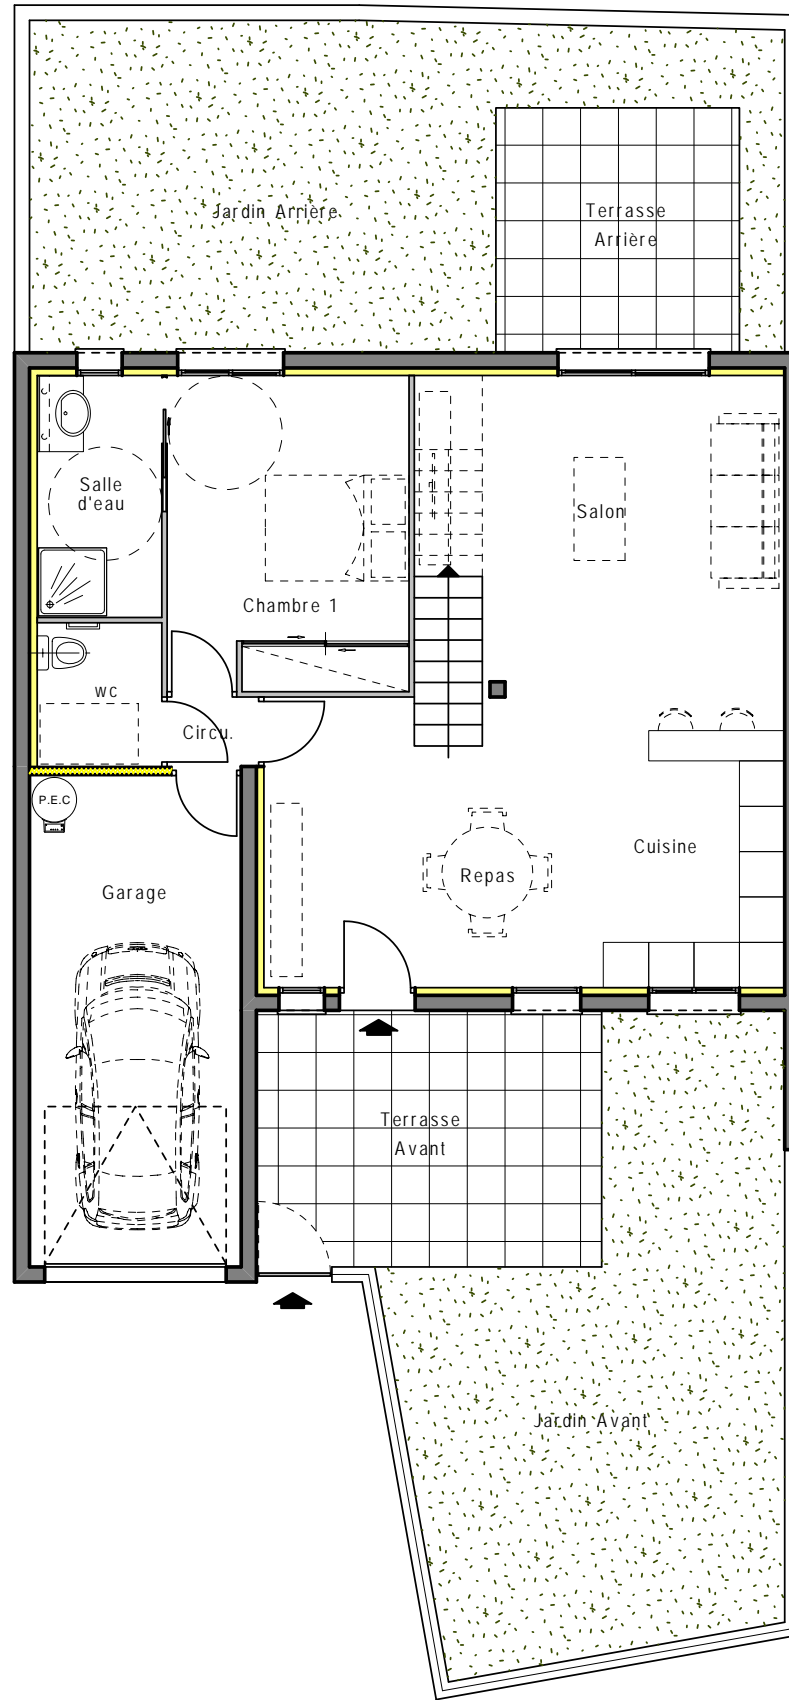 Jardin Arrière
Terrasse
Arrière
Salle
d'eau
Salon
Chambre 1
WC
Circu.
P.E.C
Cuisine
Repas
Garage
Terrasse
Avant
Jardin Avant